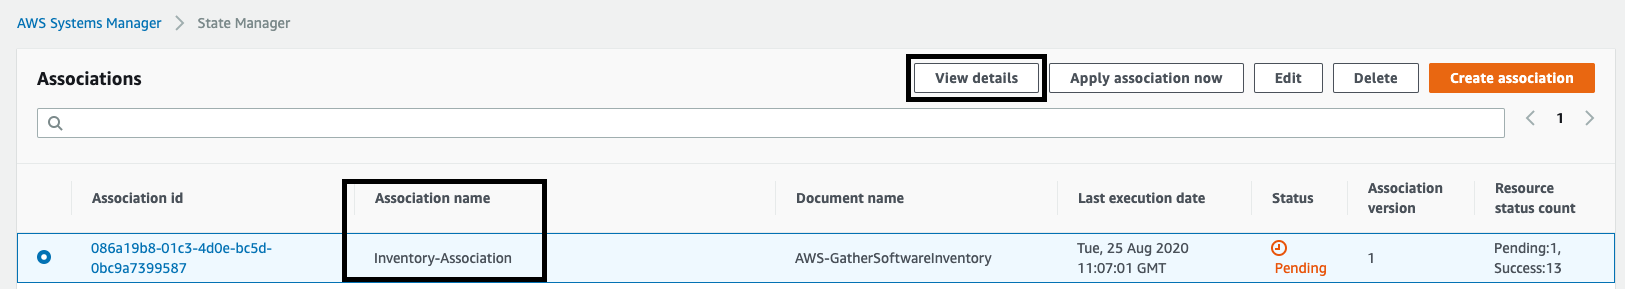 AWS Systems Manager > State Manager
Associations
View details
Apply association now
Edit
Delete
Create association
1
Association id
Association name
Document name
Last execution date
Status
Association
version
Resource
status count
086a19b8-01c3-4d0e-bc5d-
0bc9a7399587
Inventory-Association
AWS-GatherSoftwareInventory
Tue, 25 Aug 2020
11:07:01 GMT
Pending
1
Pending:1,
Success:13